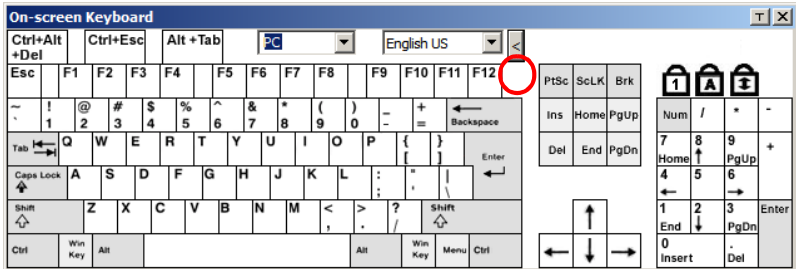 On-screen Keyboard
Ctrl+Alt +Del Ctrl+Esc Alt +Tab PC English US <
Esc F1 F2 F3 F4 F5 F6 F7 F8 F9 F10 F11 F12 PtSc ScLK Brk 1 A
~ ` ! 1 @ 2 # 3 $ 4 % 5 ^ 6 & 7 * 8 ( 9 ) 0 _ - + = Backspace Ins Home PgUp Num / * -
Tab Q W E R T Y U I O P { [ } ] Enter Del End PgDn 7 Home 8 9 PgUp +
Caps Lock A S D F G H J K L : ; " ' | \ 4 5 6
Shift Z X C V B N M < , > . ? / Shift 1 End 2 3 PgDn Enter
Ctrl Win Key Alt Alt Win Key Menu Ctrl 0 Insert . Del